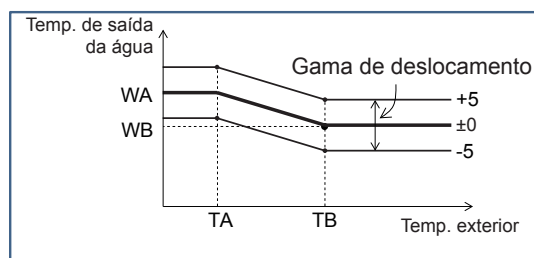 Temp. de saída
da água
Gama de deslocamento
WA
+5
±0
WB
-5
TA
TB
Temp. exterior